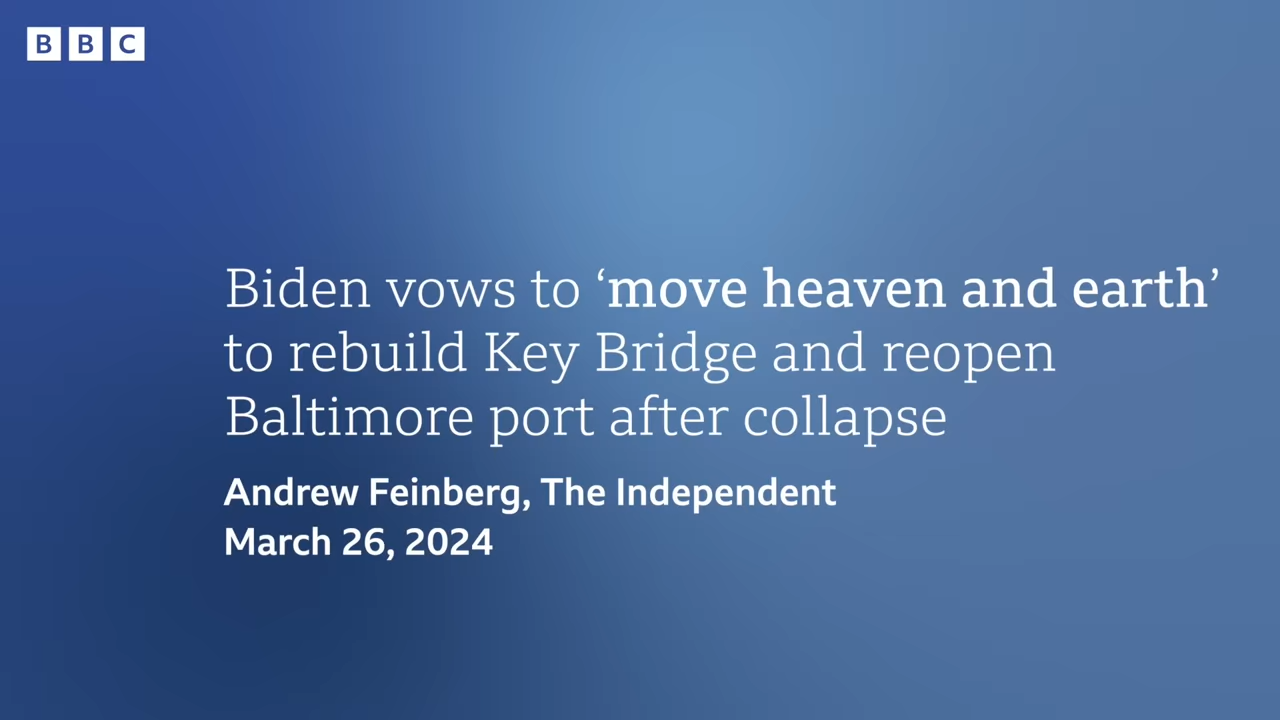 BBC
Biden vows to ‘move heaven and earth’
to rebuild Key Bridge and reopen
Baltimore port after collapse
Andrew Feinberg, The Independent
March 26, 2024